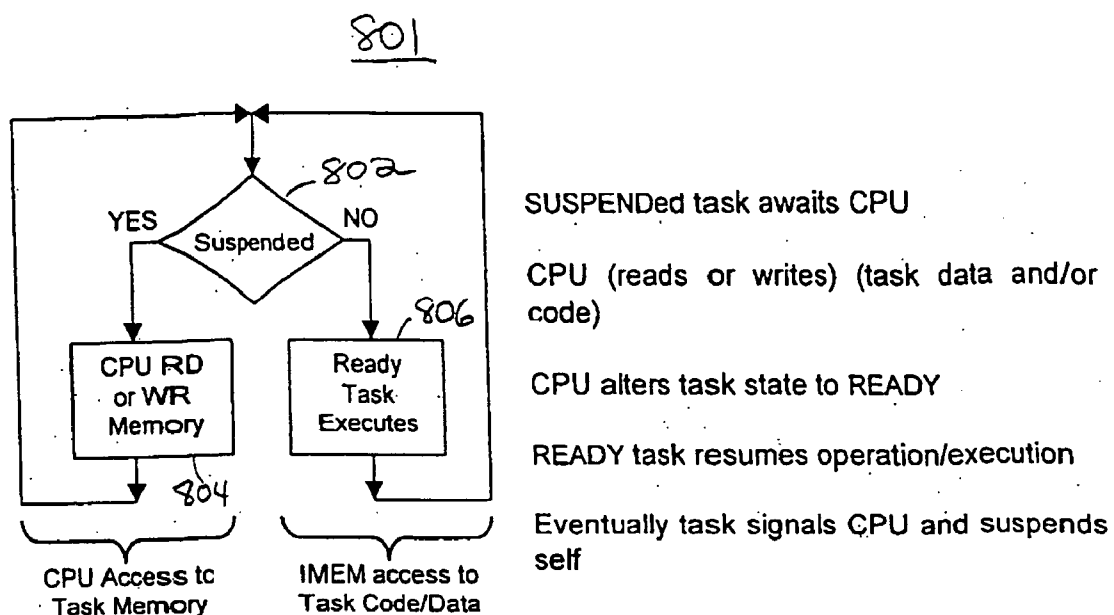 801
802
YES
NO
Suspended
806
CPU RD
or WR
Memory
Ready
Task
Executes
804
CPU Access to
Task Memory
IMEM access to
Task Code/Data
SUSPENDed task awaits CPU
CPU (reads or writes) (task data and/or
code)
CPU alters task state to READY
READY task resumes operation/execution
Eventually task signals CPU and suspends
self